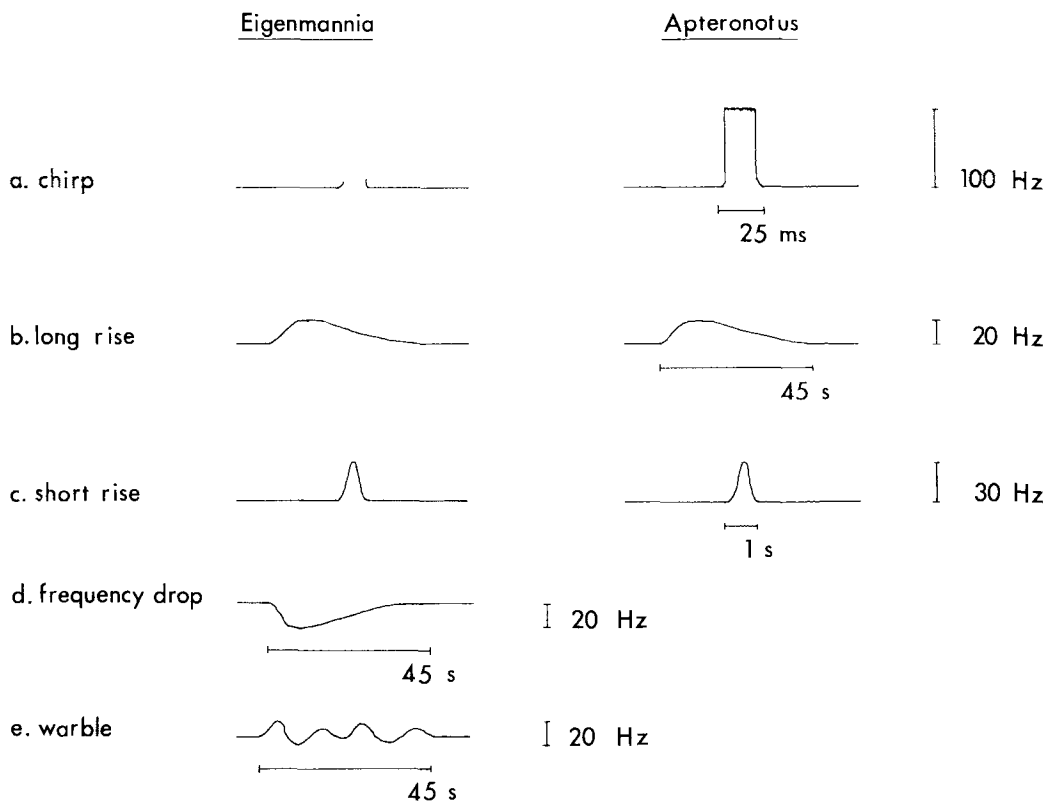 Eigenmannia
Apteronotus
a. chirp
100 Hz
25 ms
b. long rise
20 Hz
45 s
c. short rise
30 Hz
1 s
d. frequency drop
20 Hz
45 s
e. warble
20 Hz
45 s